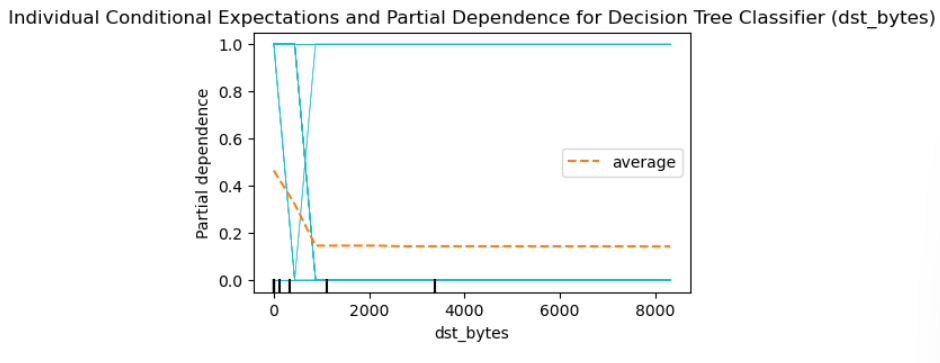 Individual Conditional Expectations and Partial Dependence for Decision Tree Classifier (dst_bytes)
1.0
0.8
0.6
0.4
0.2
0.0
Partial dependence
average
0 2000 4000 6000 8000
dst_bytes